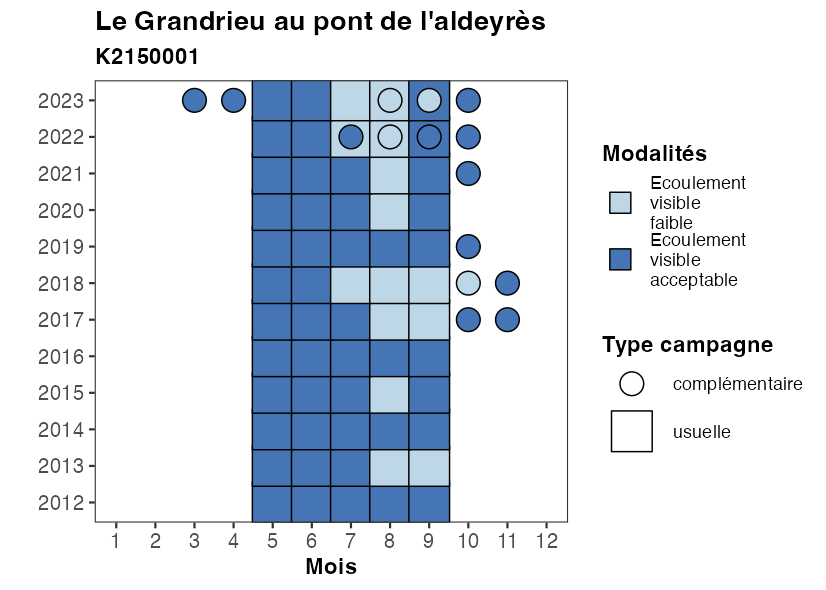 Le Grandrieu au pont de l'aldeyrès
K2150001
2023
2022
2021
2020
2019
2018
2017
2016
2015
2014
2013
2012
1 2 3 4 5 6 7 8 9 10 11 12
Mois
Modalités
Ecoulement
visible
faible
Ecoulement
visible
acceptable
Type campagne
complémentaire
usuelle